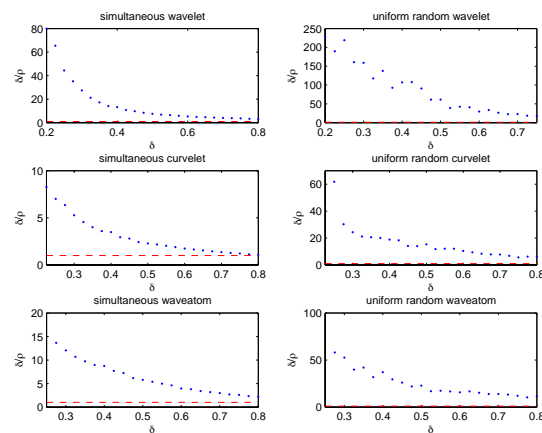 simultaneous wavelet
80
60
40
20
0
δ/ρ
0.2 0.4 0.6 0.8
δ
uniform random wavelet
250
200
150
100
50
0
δ/ρ
0.2 0.3 0.4 0.5 0.6 0.7
δ
simultaneous curvelet
10
5
0
δ/ρ
0.3 0.4 0.5 0.6 0.7 0.8
δ
uniform random curvelet
60
40
20
0
δ/ρ
0.3 0.4 0.5 0.6 0.7 0.8
δ
simultaneous waveatom
20
15
10
5
0
δ/ρ
0.3 0.4 0.5 0.6 0.7 0.8
δ
uniform random waveatom
100
50
0
δ/ρ
0.3 0.4 0.5 0.6 0.7 0.8
δ